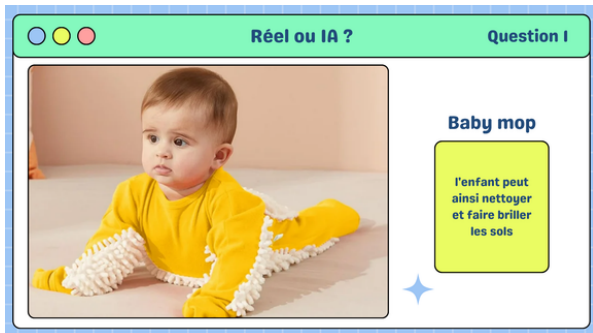 Réel ou IA ?
Question 1
Baby mop
l'enfant peut
ainsi nettoyer
et faire briller
les sols